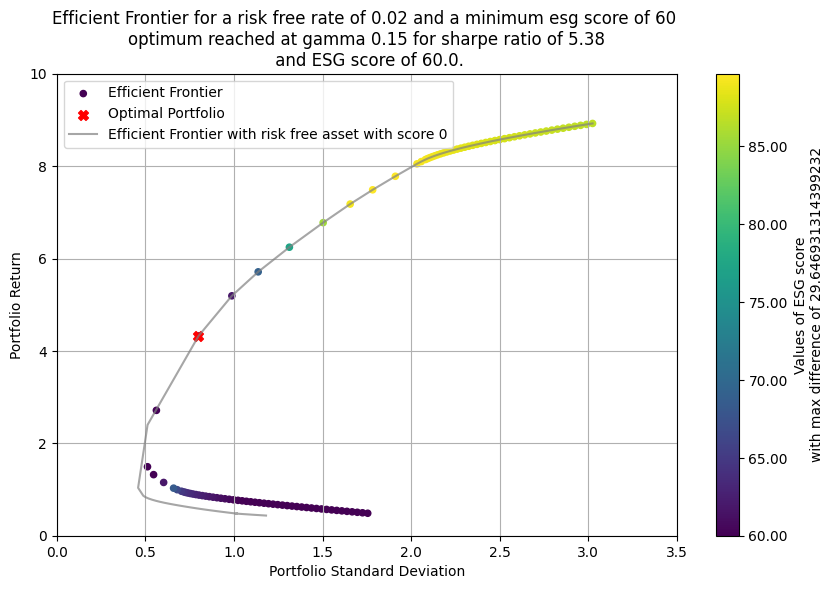 Efficient Frontier for a risk free rate of 0.02 and a minimum esg score of 60
optimum reached at gamma 0.15 for sharpe ratio of 5.38
and ESG score of 60.0.
Efficient Frontier
Optimal Portfolio
Efficient Frontier with risk free asset with score 0
10
8
6
4
2
0
Portfolio Return
0.0 0.5 1.0 1.5 2.0 2.5 3.0 3.5
Portfolio Standard Deviation
85.00
80.00
75.00
70.00
65.00
60.00
Values of ESG score
with max difference of 29.646931314399232